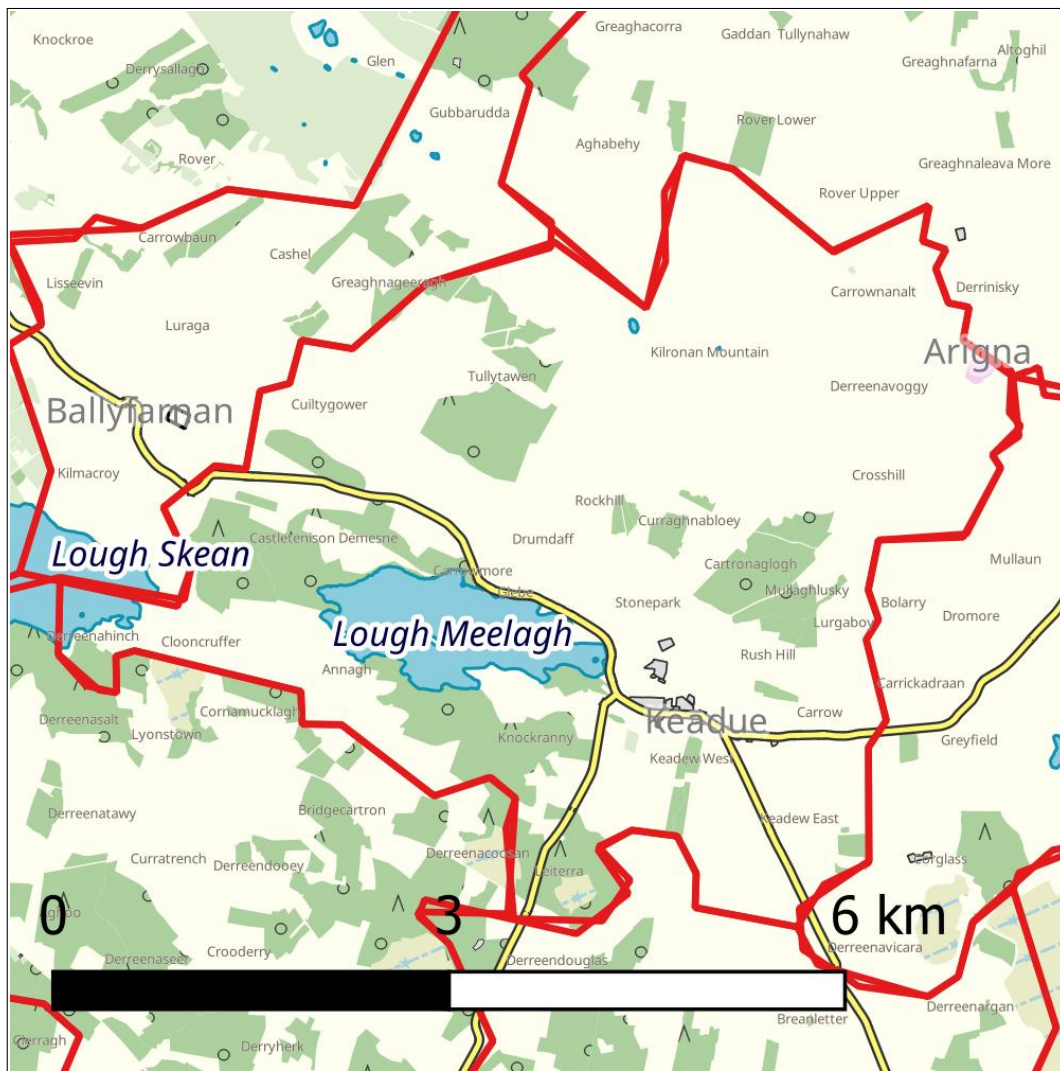 Greaghacorra
Gaddan Tullynahaw
Knockroe
Altoghil
Glen
Greaghnafarna
Derrysallagh
Gubbarudda
Rover Lower
Aghabehy
Rover
Greaghnaleava More
Rover Upper
Carrowbaun
Cashel
Lisseevin
Greaghnageeragh
Derrinisky
Carrownanalt
Luraga
Kilronan Mountain
Arigna
Tullytawen
Derreenavoggy
Cuiltygower
Ballyfarnan
Kilmacroy
Crosshill
Rockhill
Curraghnabloey
Castletenison Demesne
Drumdaff
Lough Skean
Mullaun
Cartronaglogh
Carrowmore
Glebe
Mullaghlusky
Stonepark
Bolarry
Dromore
Lurgaboy
Derreenahinch
Clooncruffer
Lough Meelagh
Rush Hill
Annagh
Carrickadraan
Cornamucklagh
Carrow
Derreenasalt
Keadue
Lyonstown
Knockranny
Greyfield
Keadew West
Bridgecartron
Derreenatawy
Keadew East
Derreenacoosan
Curratrench
Derreendooey
Corglass
Leiterra
Aghoo
0
3
6 km
Crooderry
Derreenavicara
Derreenaseer
Derreendouglas
Derreenargan
Breanletter
Cleragh
Derryherk